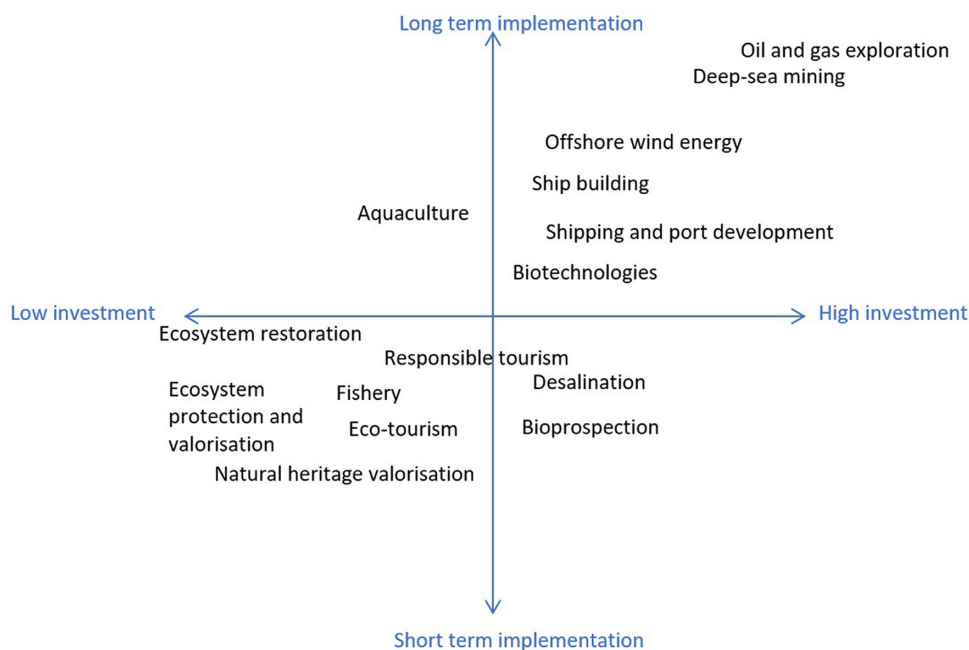 Long term implementation
Oil and gas exploration
Deep-sea mining
Offshore wind energy
Ship building
Aquaculture
Shipping and port development
Biotechnologies
Low investment
High investment
Ecosystem restoration
Responsible tourism
Desalination
Ecosystem
protection and
valorisation
Fishery
Eco-tourism
Bioprospection
Natural heritage valorisation
Short term implementation